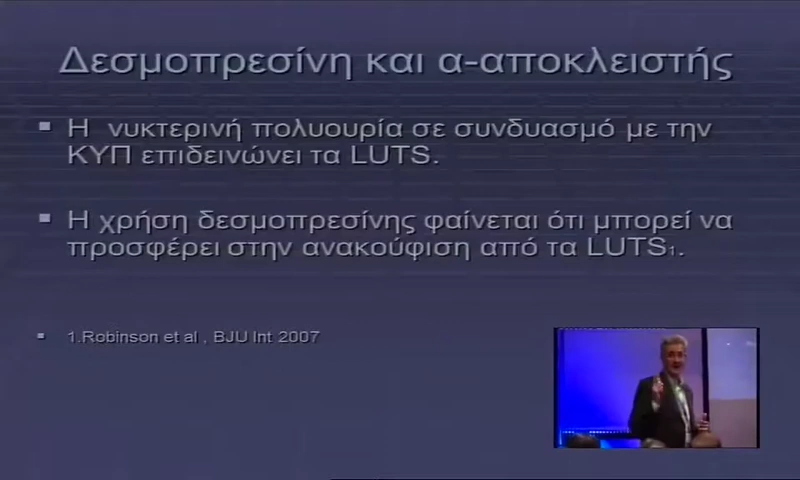 Δεσμοπρεσίνη και α-αποκλειστής
Η νυκτερινή πολυουρία σε συνδυασμό με την
ΚΥΠ επιδεινώνει τα LUTS.
Η χρήση δεσμοπρεσίνης φαίνεται ότι μπορεί να
προσφέρει στην ανακούφιση από τα LUTS1.
1.Robinson et al , BJU Int 2007